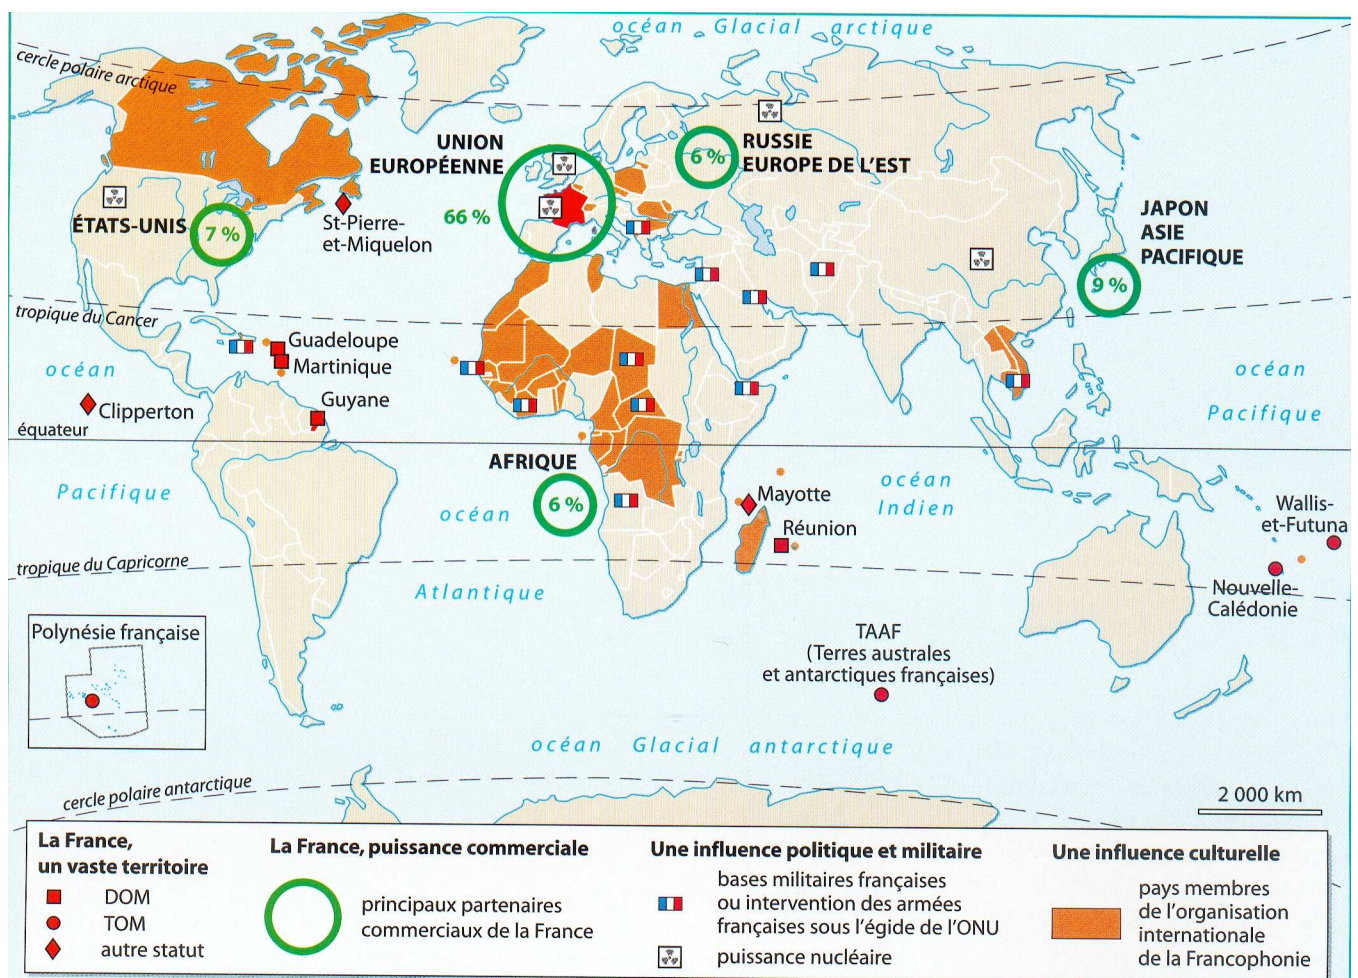 océan Glacial arctique
cercle polaire arctique
UNION
EUROPÉENNE
66 %
6 %
RUSSIE
EUROPE DE L'EST
JAPON
ASIE
PACIFIQUE
9 %
ÉTATS-UNIS
7 %
St-Pierre-
et-Miquelon
tropique du Cancer
Guadeloupe
Martinique
océan
Pacifique
Clipperton
Guyane
équateur
océan
Pacifique
AFRIQUE
6 %
océan
Atlantique
océan
Indien
Mayotte
Réunion
Wallis-
et-Futuna
Nouvelle-
Calédonie
tropique du Capricorne
Polynésie française
TAAF
(Terres australes
et antarctiques françaises)
océan Glacial antarctique
cercle polaire antarctique
2 000 km
La France,
un vaste territoire
DOM
TOM
autre statut
La France, puissance commerciale
principaux partenaires
commerciaux de la France
Une influence politique et militaire
bases militaires françaises
ou intervention des armées
françaises sous l'égide de l'ONU
puissance nucléaire
Une influence culturelle
pays membres
de l'organisation
internationale
de la Francophonie